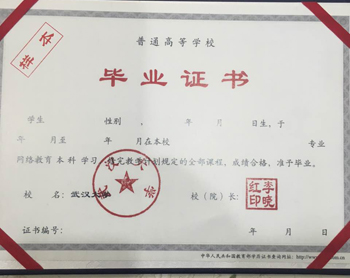 样本
普通高等学校
毕业证书
学生 性别 , 年 月 日生,于
年 月至 年 月在本校 专业
网络教育 本 科 学习,修完教学计划规定的全部课程,成绩合格,准予毕业。
校 名:武汉大学 校(院)长: 李晓红印
证书编号: 年 月 日
中华人民共和国教育部学历证书查询网址: